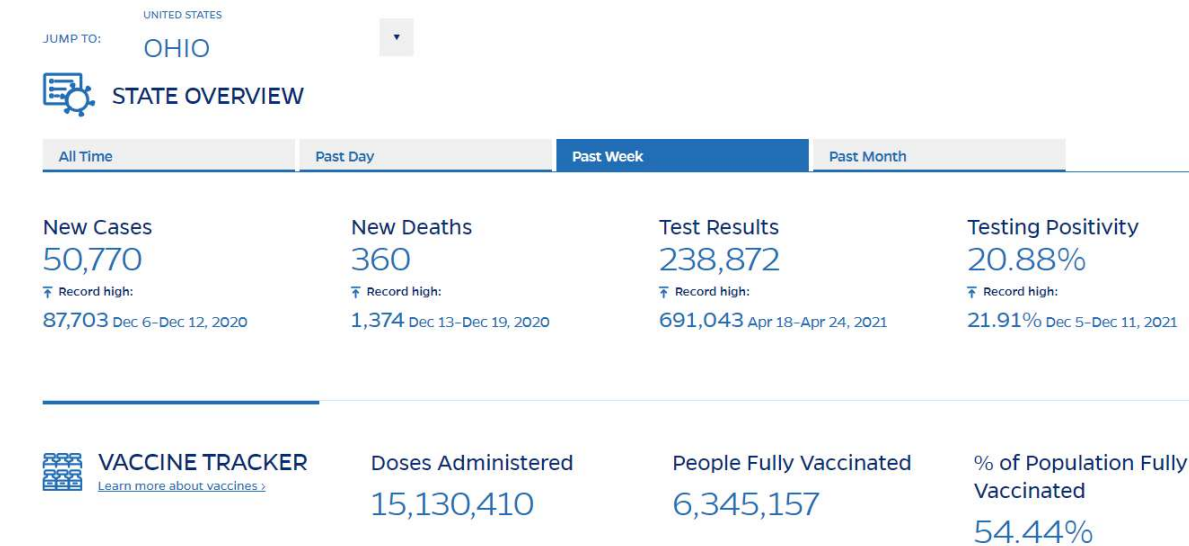 UNITED STATES
JUMP TO:
OHIO
STATE OVERVIEW
All Time
Past Day
Past Week
Past Month
New Cases
50,770
Record high:
87,703 Dec 6-Dec 12, 2020
New Deaths
360
Record high:
1,374 Dec 13-Dec 19, 2020
Test Results
238,872
Record high:
691,043 Apr 18-Apr 24, 2021
Testing Positivity
20.88%
Record high:
21.91% Dec 5-Dec 11, 2021
VACCINE TRACKER
Learn more about vaccines ›
Doses Administered
15,130,410
People Fully Vaccinated
6,345,157
% of Population Fully
Vaccinated
54.44%